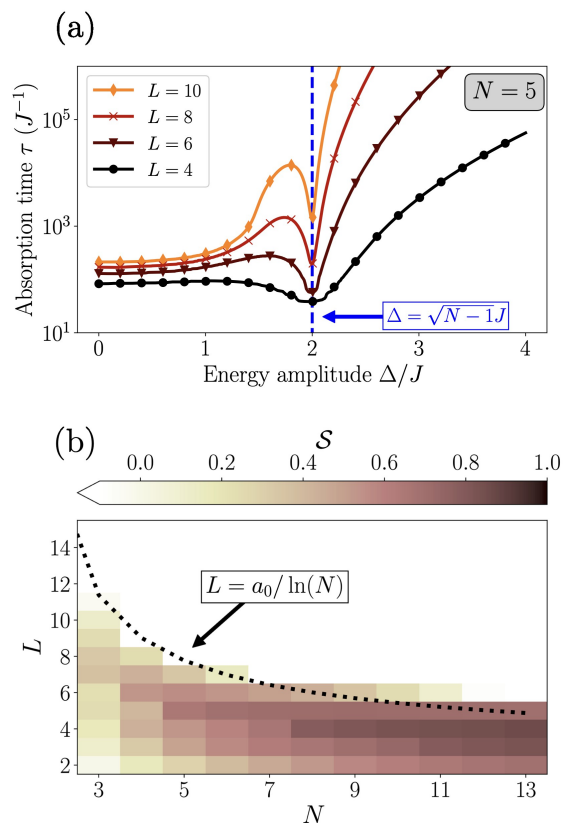 (a)
Absorption time τ (J⁻¹)
10⁵
10³
10¹
L = 10
L = 8
L = 6
L = 4
N = 5
Δ = √N − 1J
0 1 2 3 4
Energy amplitude Δ/J
(b)
S
0.0 0.2 0.4 0.6 0.8 1.0
L
14
12
10
8
6
4
2
L = a₀/ ln(N)
3 5 7 9 11 13
N